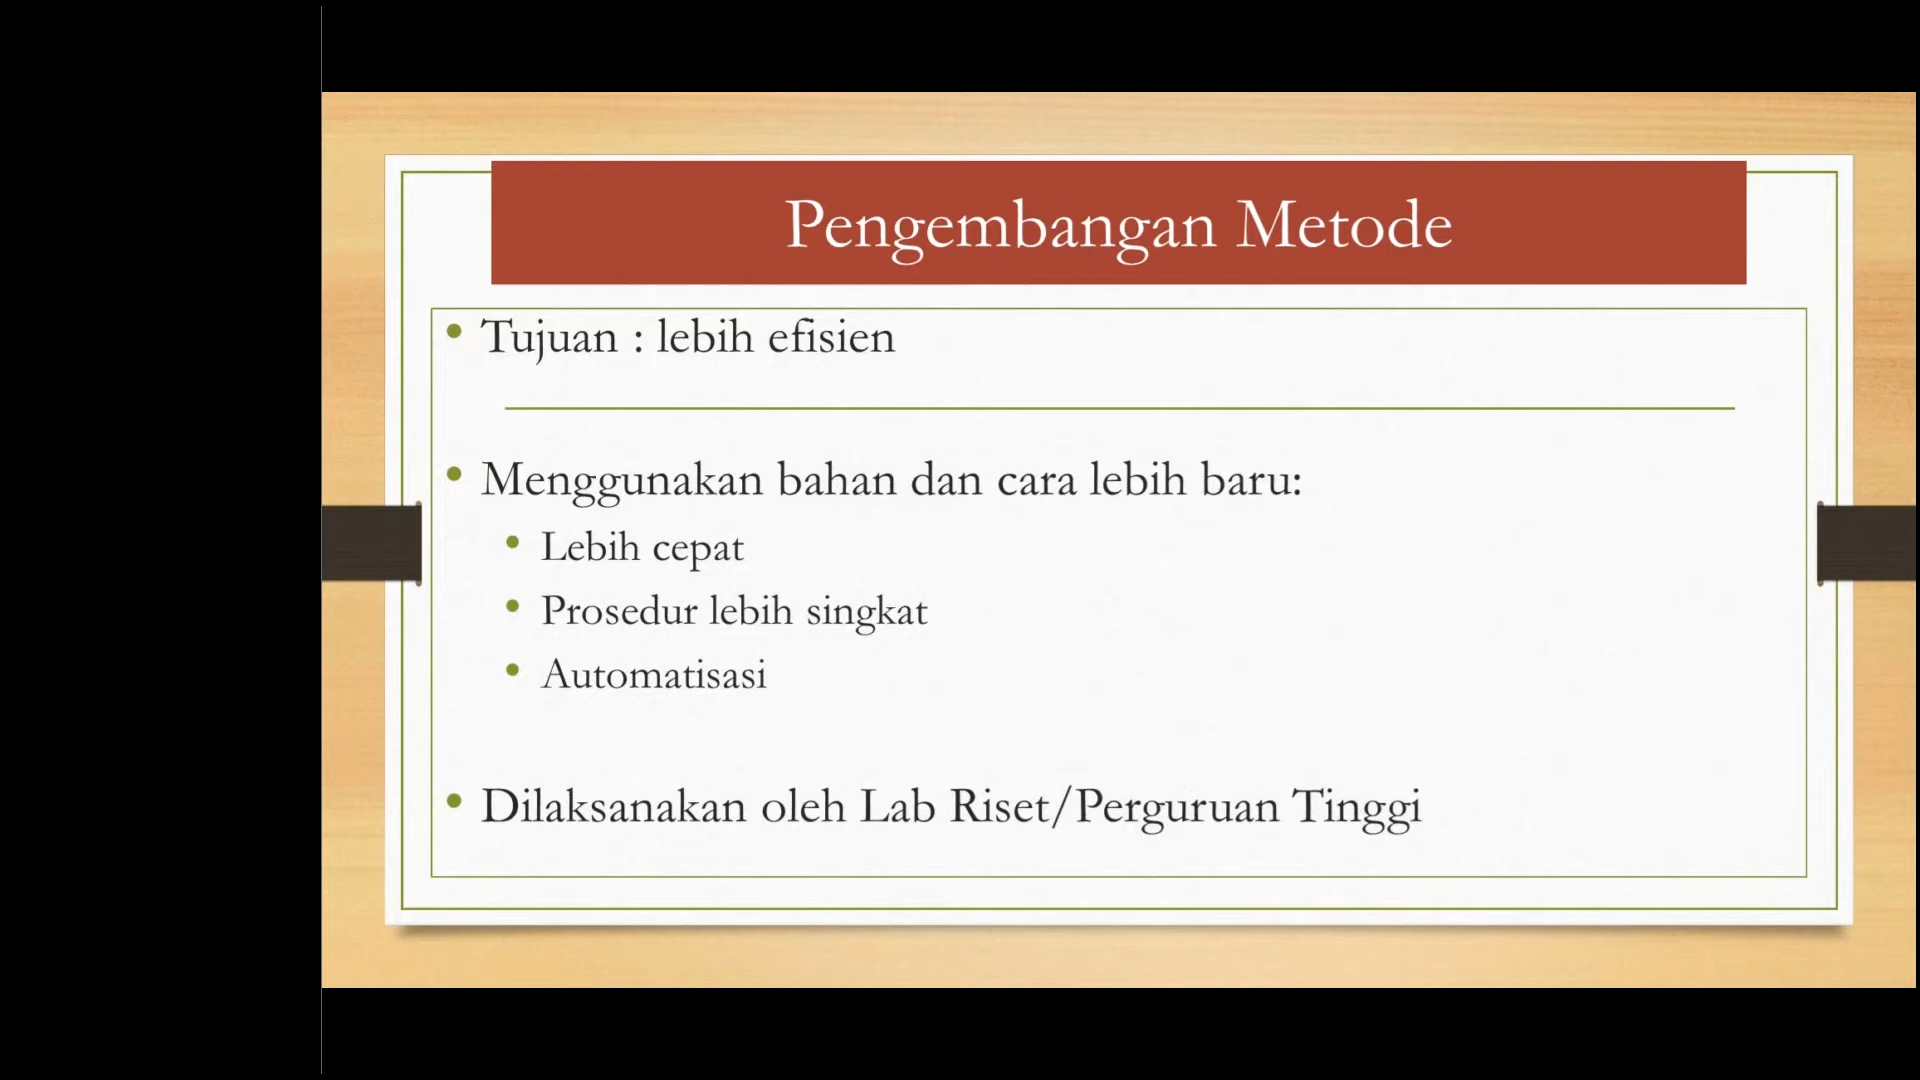 Pengembangan Metode
• Tujuan : lebih efisien
• Menggunakan bahan dan cara lebih baru:
• Lebih cepat
• Prosedur lebih singkat
• Automatisasi
• Dilaksanakan oleh Lab Riset/Perguruan Tinggi